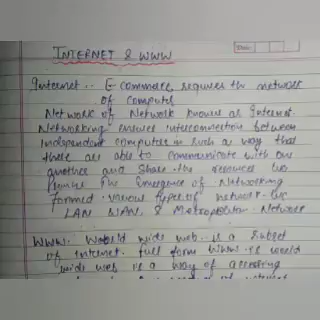 INTERNET & WWW
Internet.. E-commerce requires the network
of computer
Network of Network known as Internet.
Networking ensure interconnection between
Independent computers in such a way that
these are able to communicate with one
another and share the resources
the Emergence of Networking
formed various types of network
LAN WAN & Metropolitan Network
WWW: World wide web.. is a subset
of internet. full form WWW is world
wide web is a way of accessing